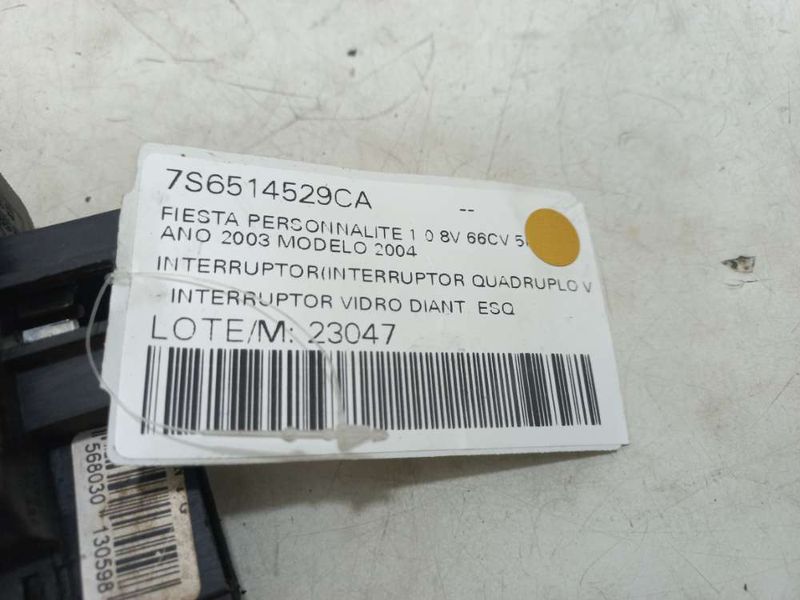 7S6514529CA --
FIESTA PERSONNALITE 1 0 8V 66CV
ANO 2003 MODELO 2004
INTERRUPTOR(INTERRUPTOR QUADRUPLO V
- INTERRUPTOR VIDRO DIANT ESQ
LOTE/M: 23047
568030 130598